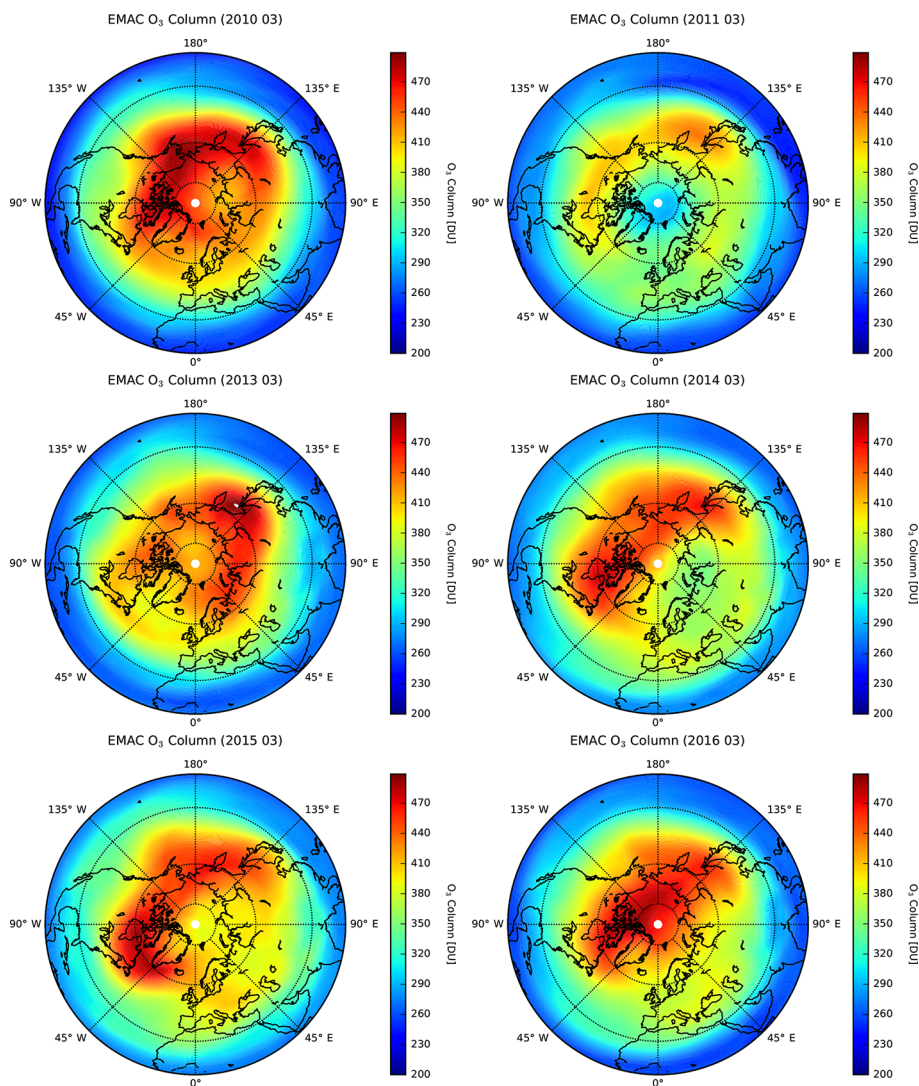 EMAC O₃ Column (2010 03)
180°
135° W
135° E
90° W
90° E
45° W
45° E
0°
470
440
410
380
350
320
290
260
230
200
O₃ Column [DU]
EMAC O₃ Column (2011 03)
180°
135° W
135° E
90° W
90° E
45° W
45° E
0°
470
440
410
380
350
320
290
260
230
200
O₃ Column [DU]
EMAC O₃ Column (2013 03)
180°
135° W
135° E
90° W
90° E
45° W
45° E
0°
470
440
410
380
350
320
290
260
230
200
O₃ Column [DU]
EMAC O₃ Column (2014 03)
180°
135° W
135° E
90° W
90° E
45° W
45° E
0°
470
440
410
380
350
320
290
260
230
200
O₃ Column [DU]
EMAC O₃ Column (2015 03)
180°
135° W
135° E
90° W
90° E
45° W
45° E
0°
470
440
410
380
350
320
290
260
230
200
O₃ Column [DU]
EMAC O₃ Column (2016 03)
180°
135° W
135° E
90° W
90° E
45° W
45° E
0°
470
440
410
380
350
320
290
260
230
200
O₃ Column [DU]